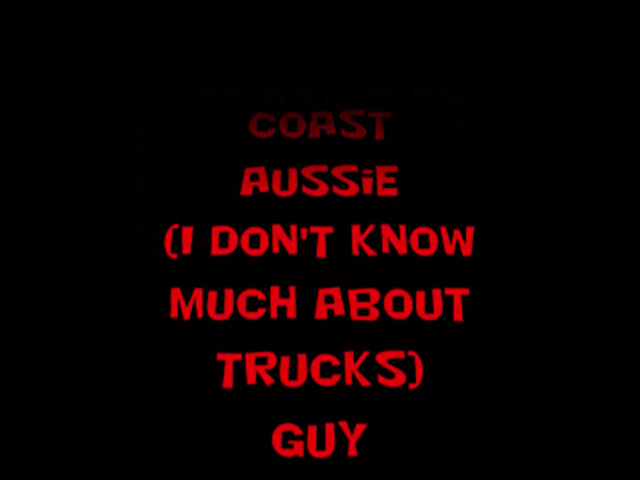 COAST
AUSSiE
(I DON'T KNOW
MUCH ABOUT
TRUCKS)
GUY